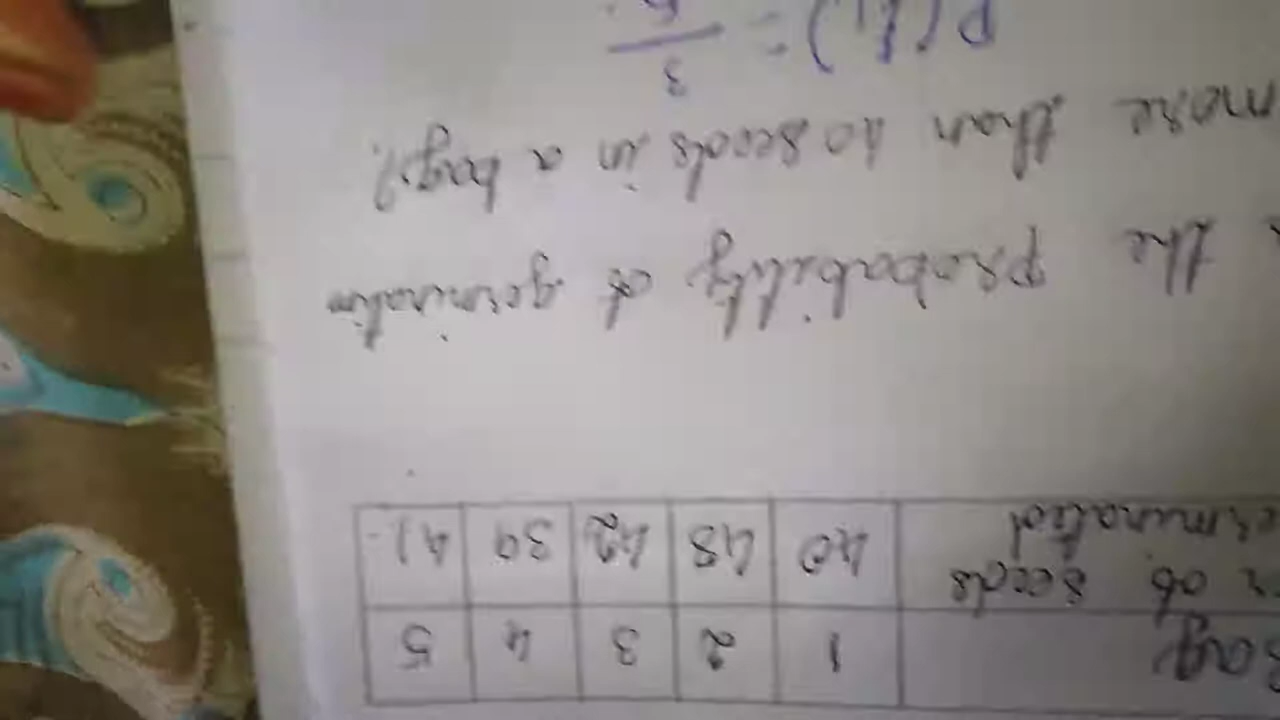 Bag 1 2 3 4 5
of seeds 40 48 42 39 41
erminated
the probability of germination
more than 40 seeds in a bag?
3